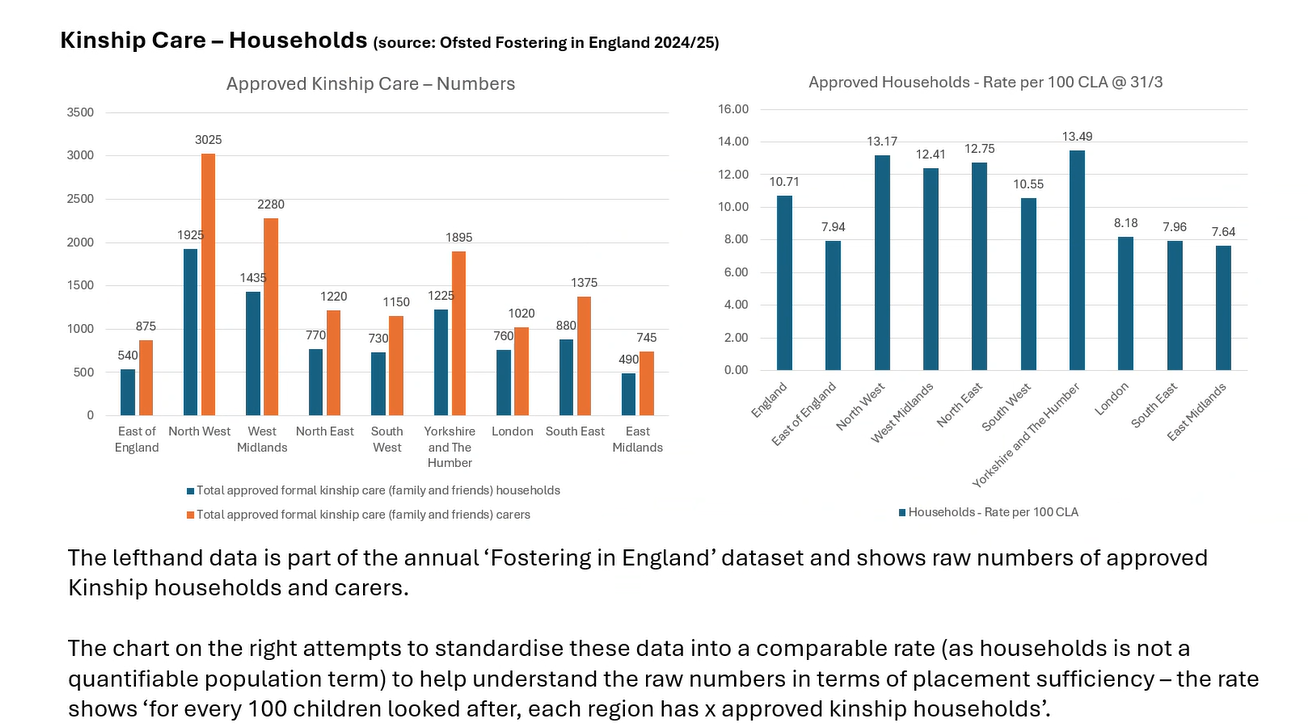 Kinship Care – Households (source: Ofsted Fostering in England 2024/25)
Approved Kinship Care – Numbers
3500
3000
2500
2000
1500
1000
500
0
540
875
1925
3025
1435
2280
770
1220
730
1150
1225
1895
760
1020
880
1375
490
745
East of
England
North West
West
Midlands
North East
South
West
Yorkshire
and The
Humber
London
South East
East
Midlands
Total approved formal kinship care (family and friends) households
Total approved formal kinship care (family and friends) carers
Approved Households - Rate per 100 CLA @ 31/3
16.00
14.00
12.00
10.00
8.00
6.00
4.00
2.00
0.00
10.71
7.94
13.17
12.41
12.75
10.55
13.49
8.18
7.96
7.64
England
East of England
North West
West Midlands
North East
South West
Yorkshire and The Humber
London
South East
East Midlands
Households - Rate per 100 CLA
The lefthand data is part of the annual ‘Fostering in England’ dataset and shows raw numbers of approved
Kinship households and carers.
The chart on the right attempts to standardise these data into a comparable rate (as households is not a
quantifiable population term) to help understand the raw numbers in terms of placement sufficiency – the rate
shows ‘for every 100 children looked after, each region has x approved kinship households’.